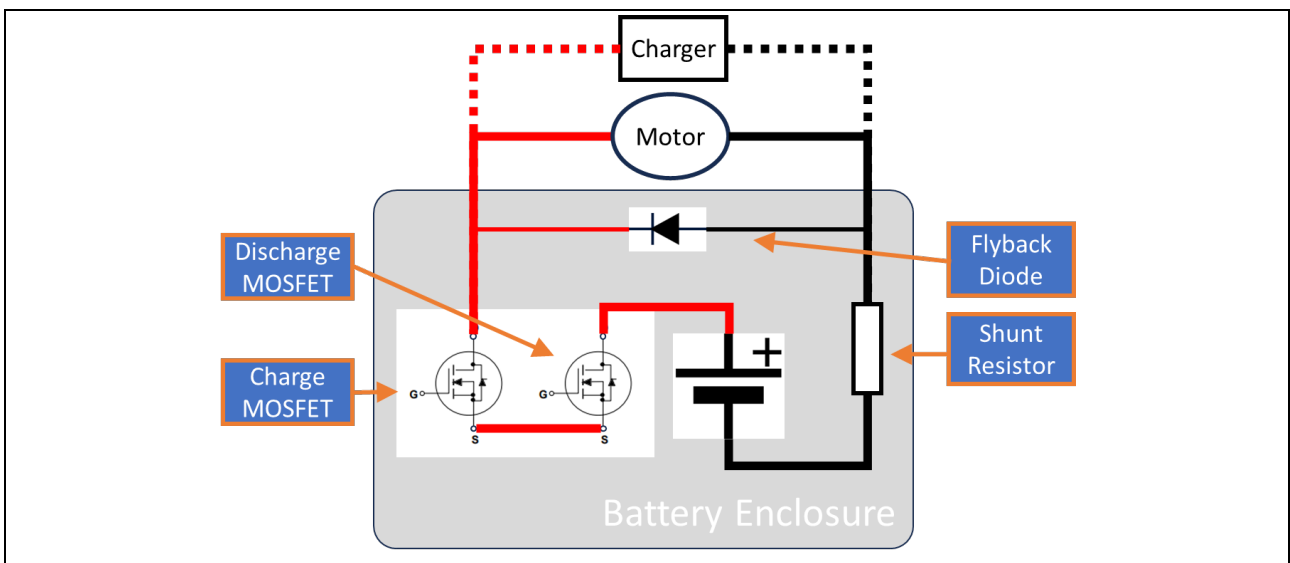 Charger
Motor
Discharge
MOSFET
Flyback
Diode
Charge
MOSFET
Shunt
Resistor
G
G
S
S
+
Battery Enclosure